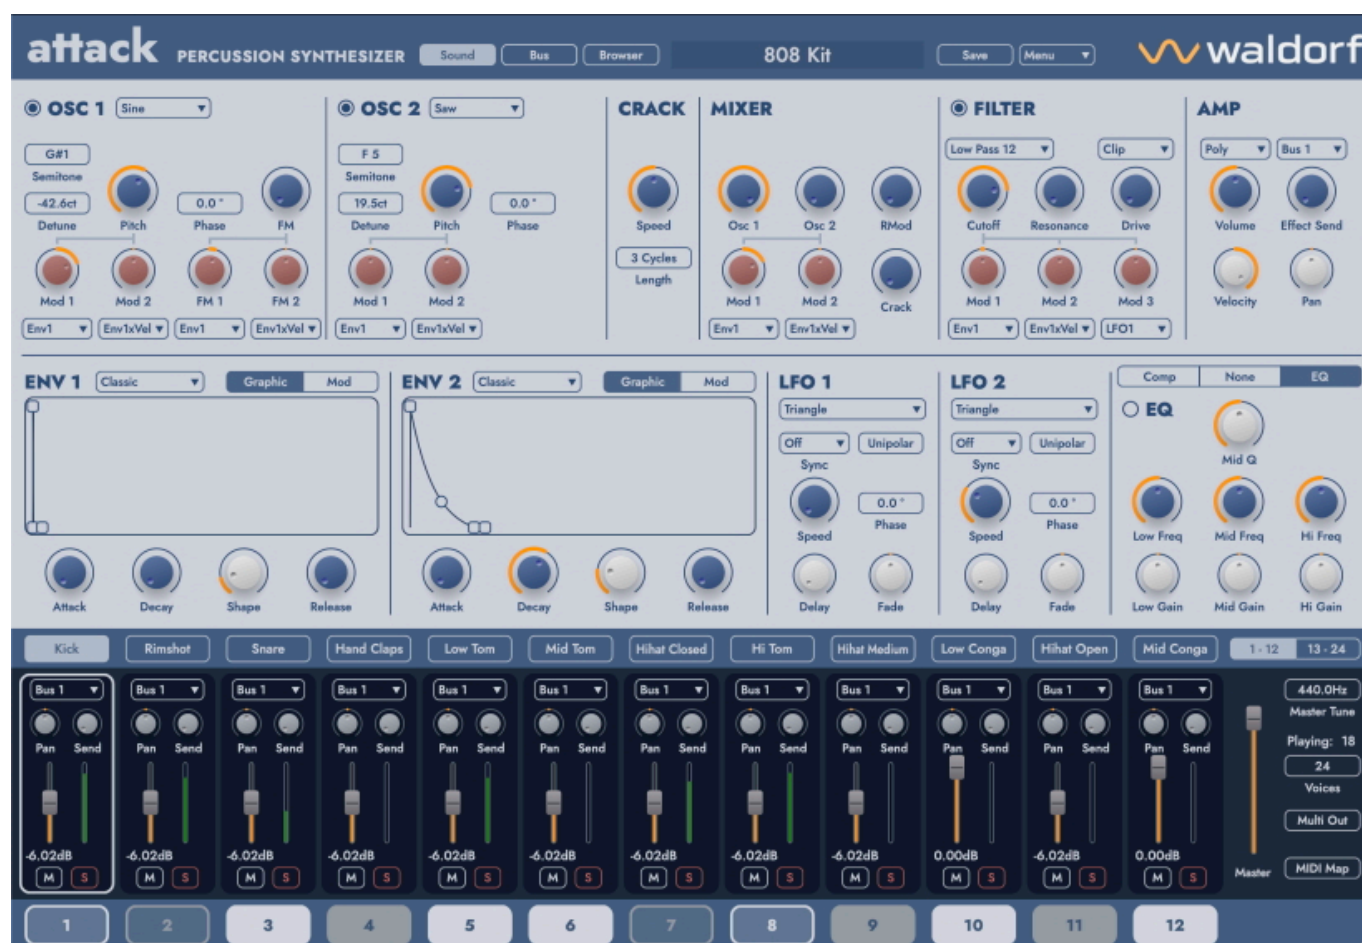 attack PERCUSSION SYNTHESIZER Sound Bus Browser 808 Kit Save Menu waldorf
OSC 1 Sine OSC 2 Saw CRACK MIXER FILTER AMP
Low Pass 12 Clip Poly Bus 1
G#1 F 5
Semitone Semitone
-42.6ct 0.0 ° 19.5ct 0.0 °
Detune Pitch Phase FM Detune Pitch Phase Speed Osc 1 Osc 2 RMod Cutoff Resonance Drive Volume Effect Send
3 Cycles
Length
Mod 1 Mod 2 FM 1 FM 2 Mod 1 Mod 2 Mod 1 Mod 2 Crack Mod 1 Mod 2 Mod 3 Velocity Pan
Env1 Env1xVel Env1 Env1xVel Env1 Env1xVel Env1 Env1xVel Env1 Env1xVel LFO1
ENV 1 Classic Graphic Mod ENV 2 Classic Graphic Mod LFO 1 LFO 2 Comp None EQ
Triangle Triangle EQ
Off Unipolar Off Unipolar
Sync Sync Mid Q
0.0 ° 0.0 °
Speed Phase Speed Phase Low Freq Mid Freq Hi Freq
Attack Decay Shape Release Attack Decay Shape Release Delay Fade Delay Fade Low Gain Mid Gain Hi Gain
Kick Rimshot Snare Hand Claps Low Tom Mid Tom Hihat Closed Hi Tom Hihat Medium Low Conga Hihat Open Mid Conga 1 - 12 13 - 24
Bus 1 Bus 1 Bus 1 Bus 1 Bus 1 Bus 1 Bus 1 Bus 1 Bus 1 Bus 1 Bus 1 Bus 1 440.0Hz
Master Tune
Pan Send Pan Send Pan Send Pan Send Pan Send Pan Send Pan Send Pan Send Pan Send Pan Send Pan Send Pan Send Playing: 18
24
Voices
Multi Out
-6.02dB -6.02dB -6.02dB -6.02dB -6.02dB -6.02dB -6.02dB -6.02dB -6.02dB 0.00dB -6.02dB 0.00dB
M S M S M S M S M S M S M S M S M S M S M S M S Master MIDI Map
1 2 3 4 5 6 7 8 9 10 11 12